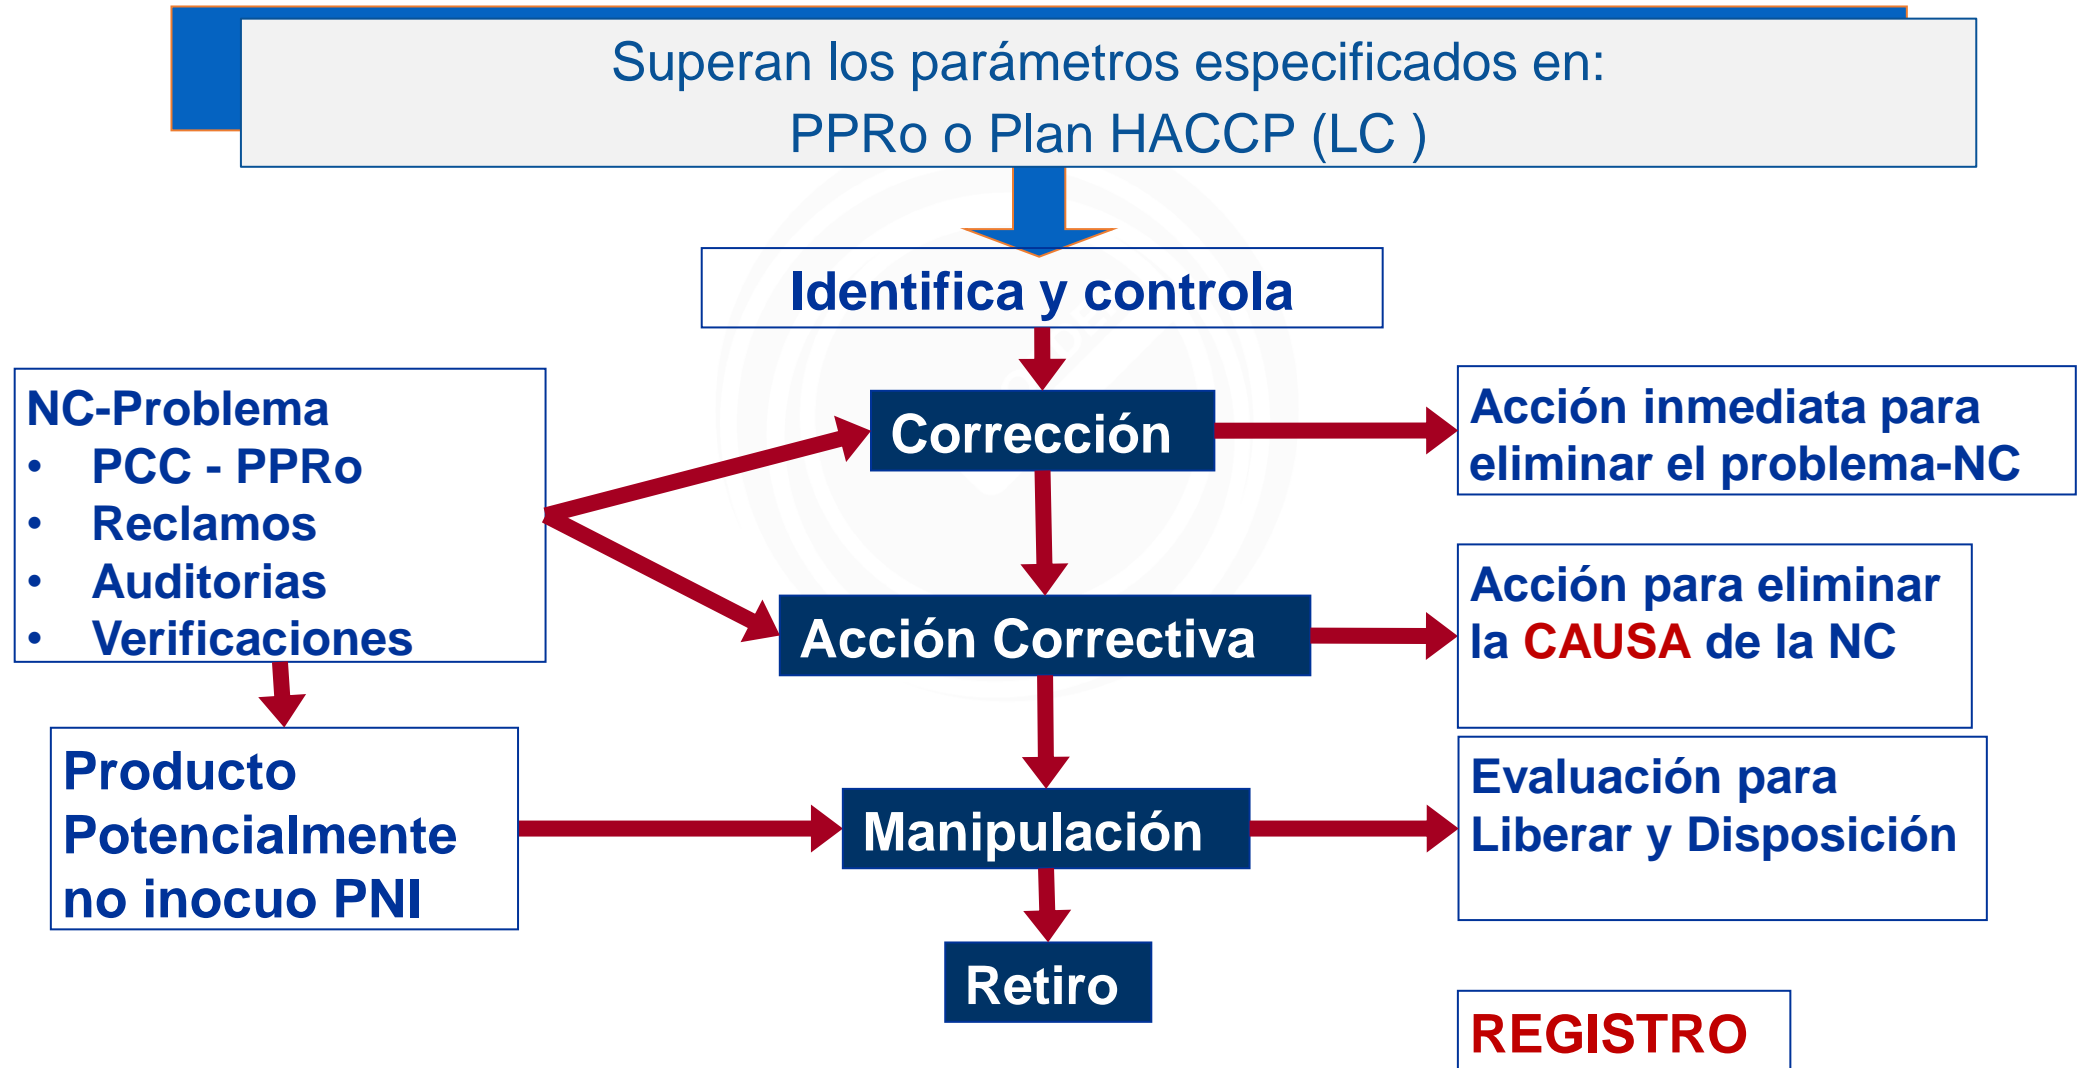 Superan los parámetros especificados en:
PPRo o Plan HACCP (LC )
Identifica y controla
NC-Problema
• PCC - PPRo
• Reclamos
• Auditorias
• Verificaciones
Corrección
Acción inmediata para
eliminar el problema-NC
Acción Correctiva
Acción para eliminar
la CAUSA de la NC
Producto
Potencialmente
no inocuo PNI
Manipulación
Evaluación para
Liberar y Disposición
Retiro
REGISTRO